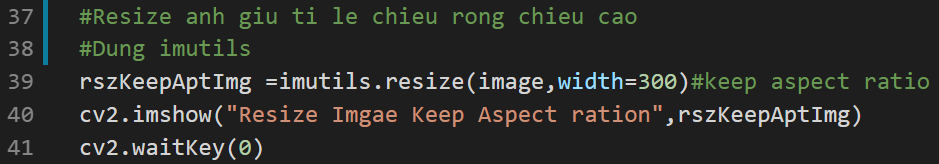 37 #Resize anh giu ti le chieu rong chieu cao
38 #Dung imutils
39 rszKeepAptImg =imutils.resize(image,width=300)#keep aspect ratio
40 cv2.imshow("Resize Imgae Keep Aspect ration",rszKeepAptImg)
41 cv2.waitKey(0)